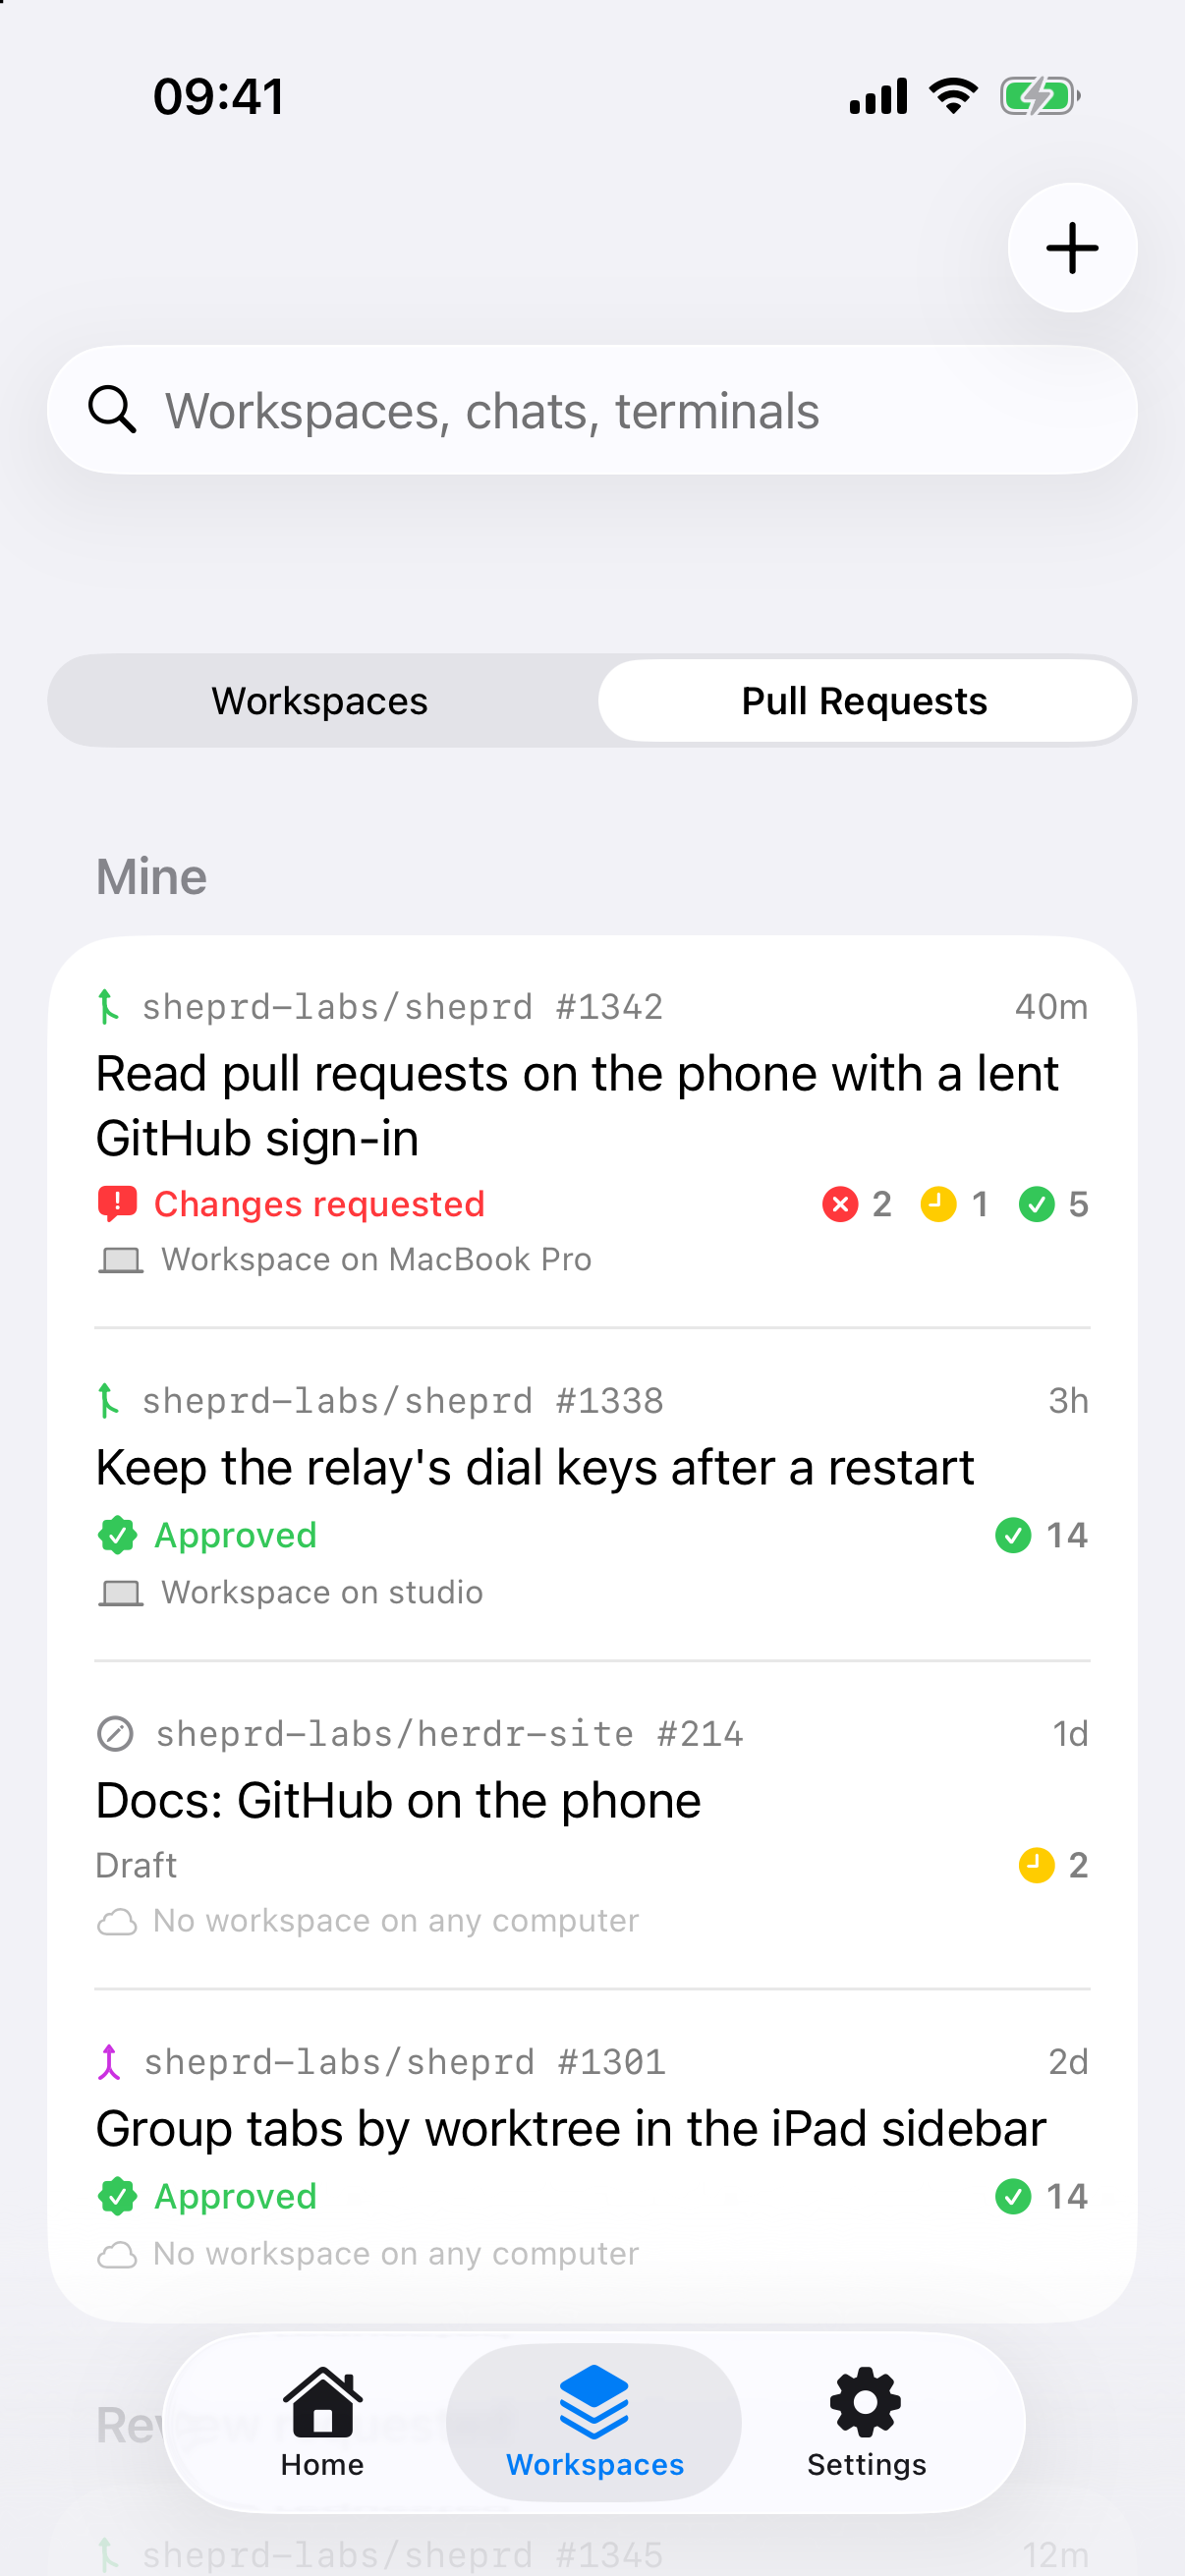 09:41
Workspaces, chats, terminals
Workspaces
Pull Requests
Mine
sheprd-labs/sheprd #1342
40m
Read pull requests on the phone with a lent
GitHub sign-in
Changes requested
2
1
5
Workspace on MacBook Pro
sheprd-labs/sheprd #1338
3h
Keep the relay's dial keys after a restart
Approved
14
Workspace on studio
sheprd-labs/herdr-site #214
1d
Docs: GitHub on the phone
Draft
2
No workspace on any computer
sheprd-labs/sheprd #1301
2d
Group tabs by worktree in the iPad sidebar
Approved
14
No workspace on any computer
Review requested
Home
Workspaces
Settings
sheprd-labs/sheprd #1345
12m